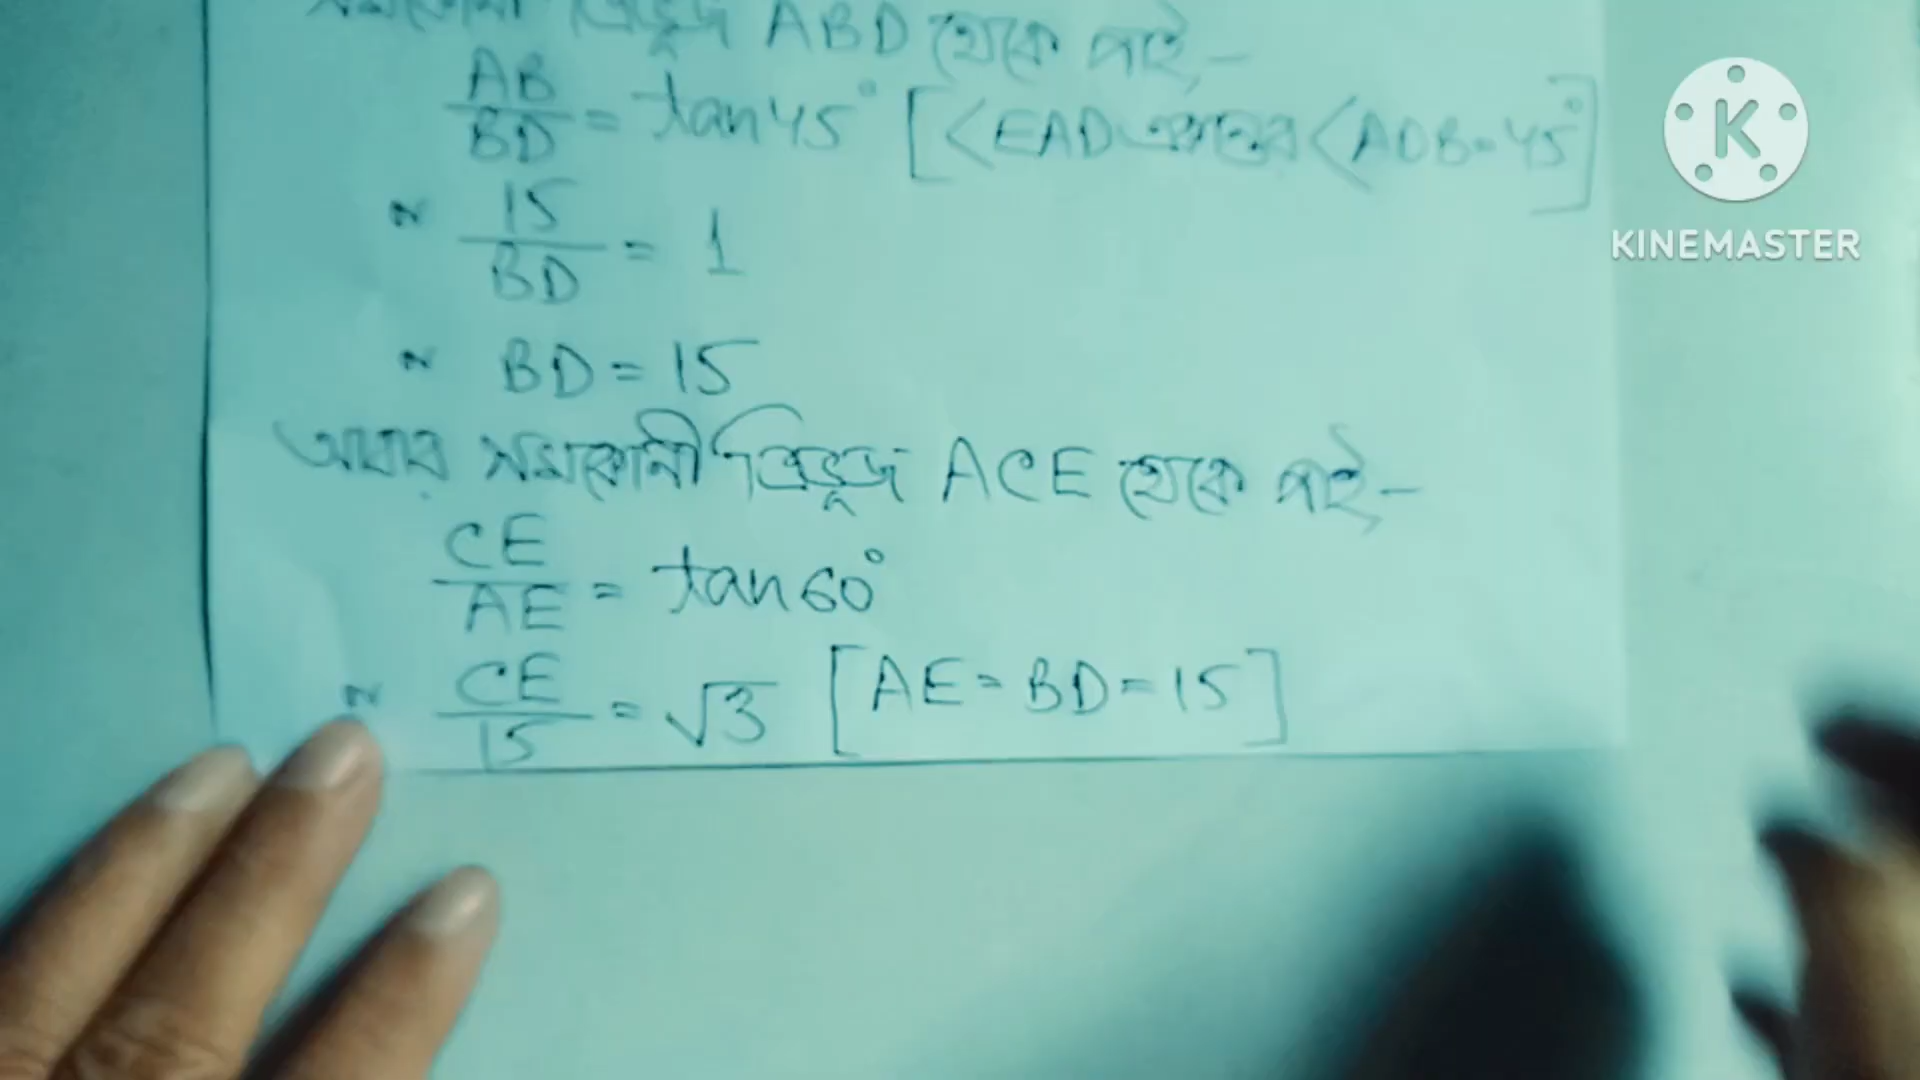 সমকোনী ত্রিভূজ ABD থেকে পাই,-
AB/BD = tan45° [<EAD একান্তর <ADB=45°]
বা 15/BD = 1
বা BD = 15
আবার সমকোনী ত্রিভূজ ACE থেকে পাই,-
CE/AE = tan60°
বা CE/15 = √3 [AE = BD = 15]
K
KINEMASTER